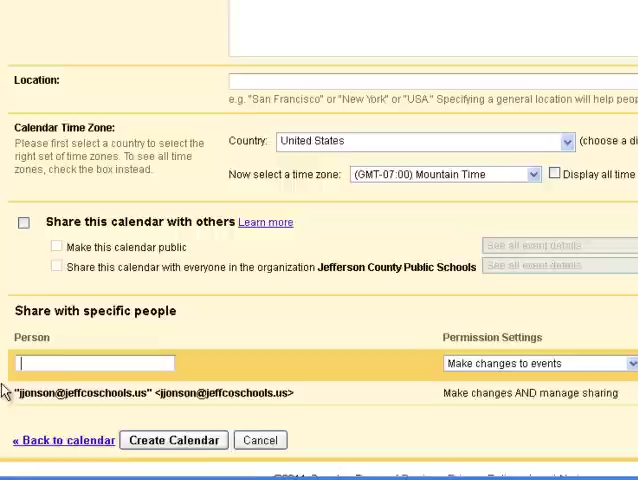 Location:
e.g. "San Francisco" or "New York" or "USA." Specifying a general location will help
Calendar Time Zone:
Please first select a country to select the
right set of time zones. To see all time
zones, check the box instead.
Country: United States (choose a
Now select a time zone: (GMT-07:00) Mountain Time Display all time
Share this calendar with others Learn more
Make this calendar public See all event details
Share this calendar with everyone in the organization Jefferson County Public Schools See all event details
Share with specific people
Person Permission Settings
Make changes to events
"jjonson@jeffcoschools.us" <jjonson@jeffcoschools.us> Make changes AND manage sharing
« Back to calendar Create Calendar Cancel